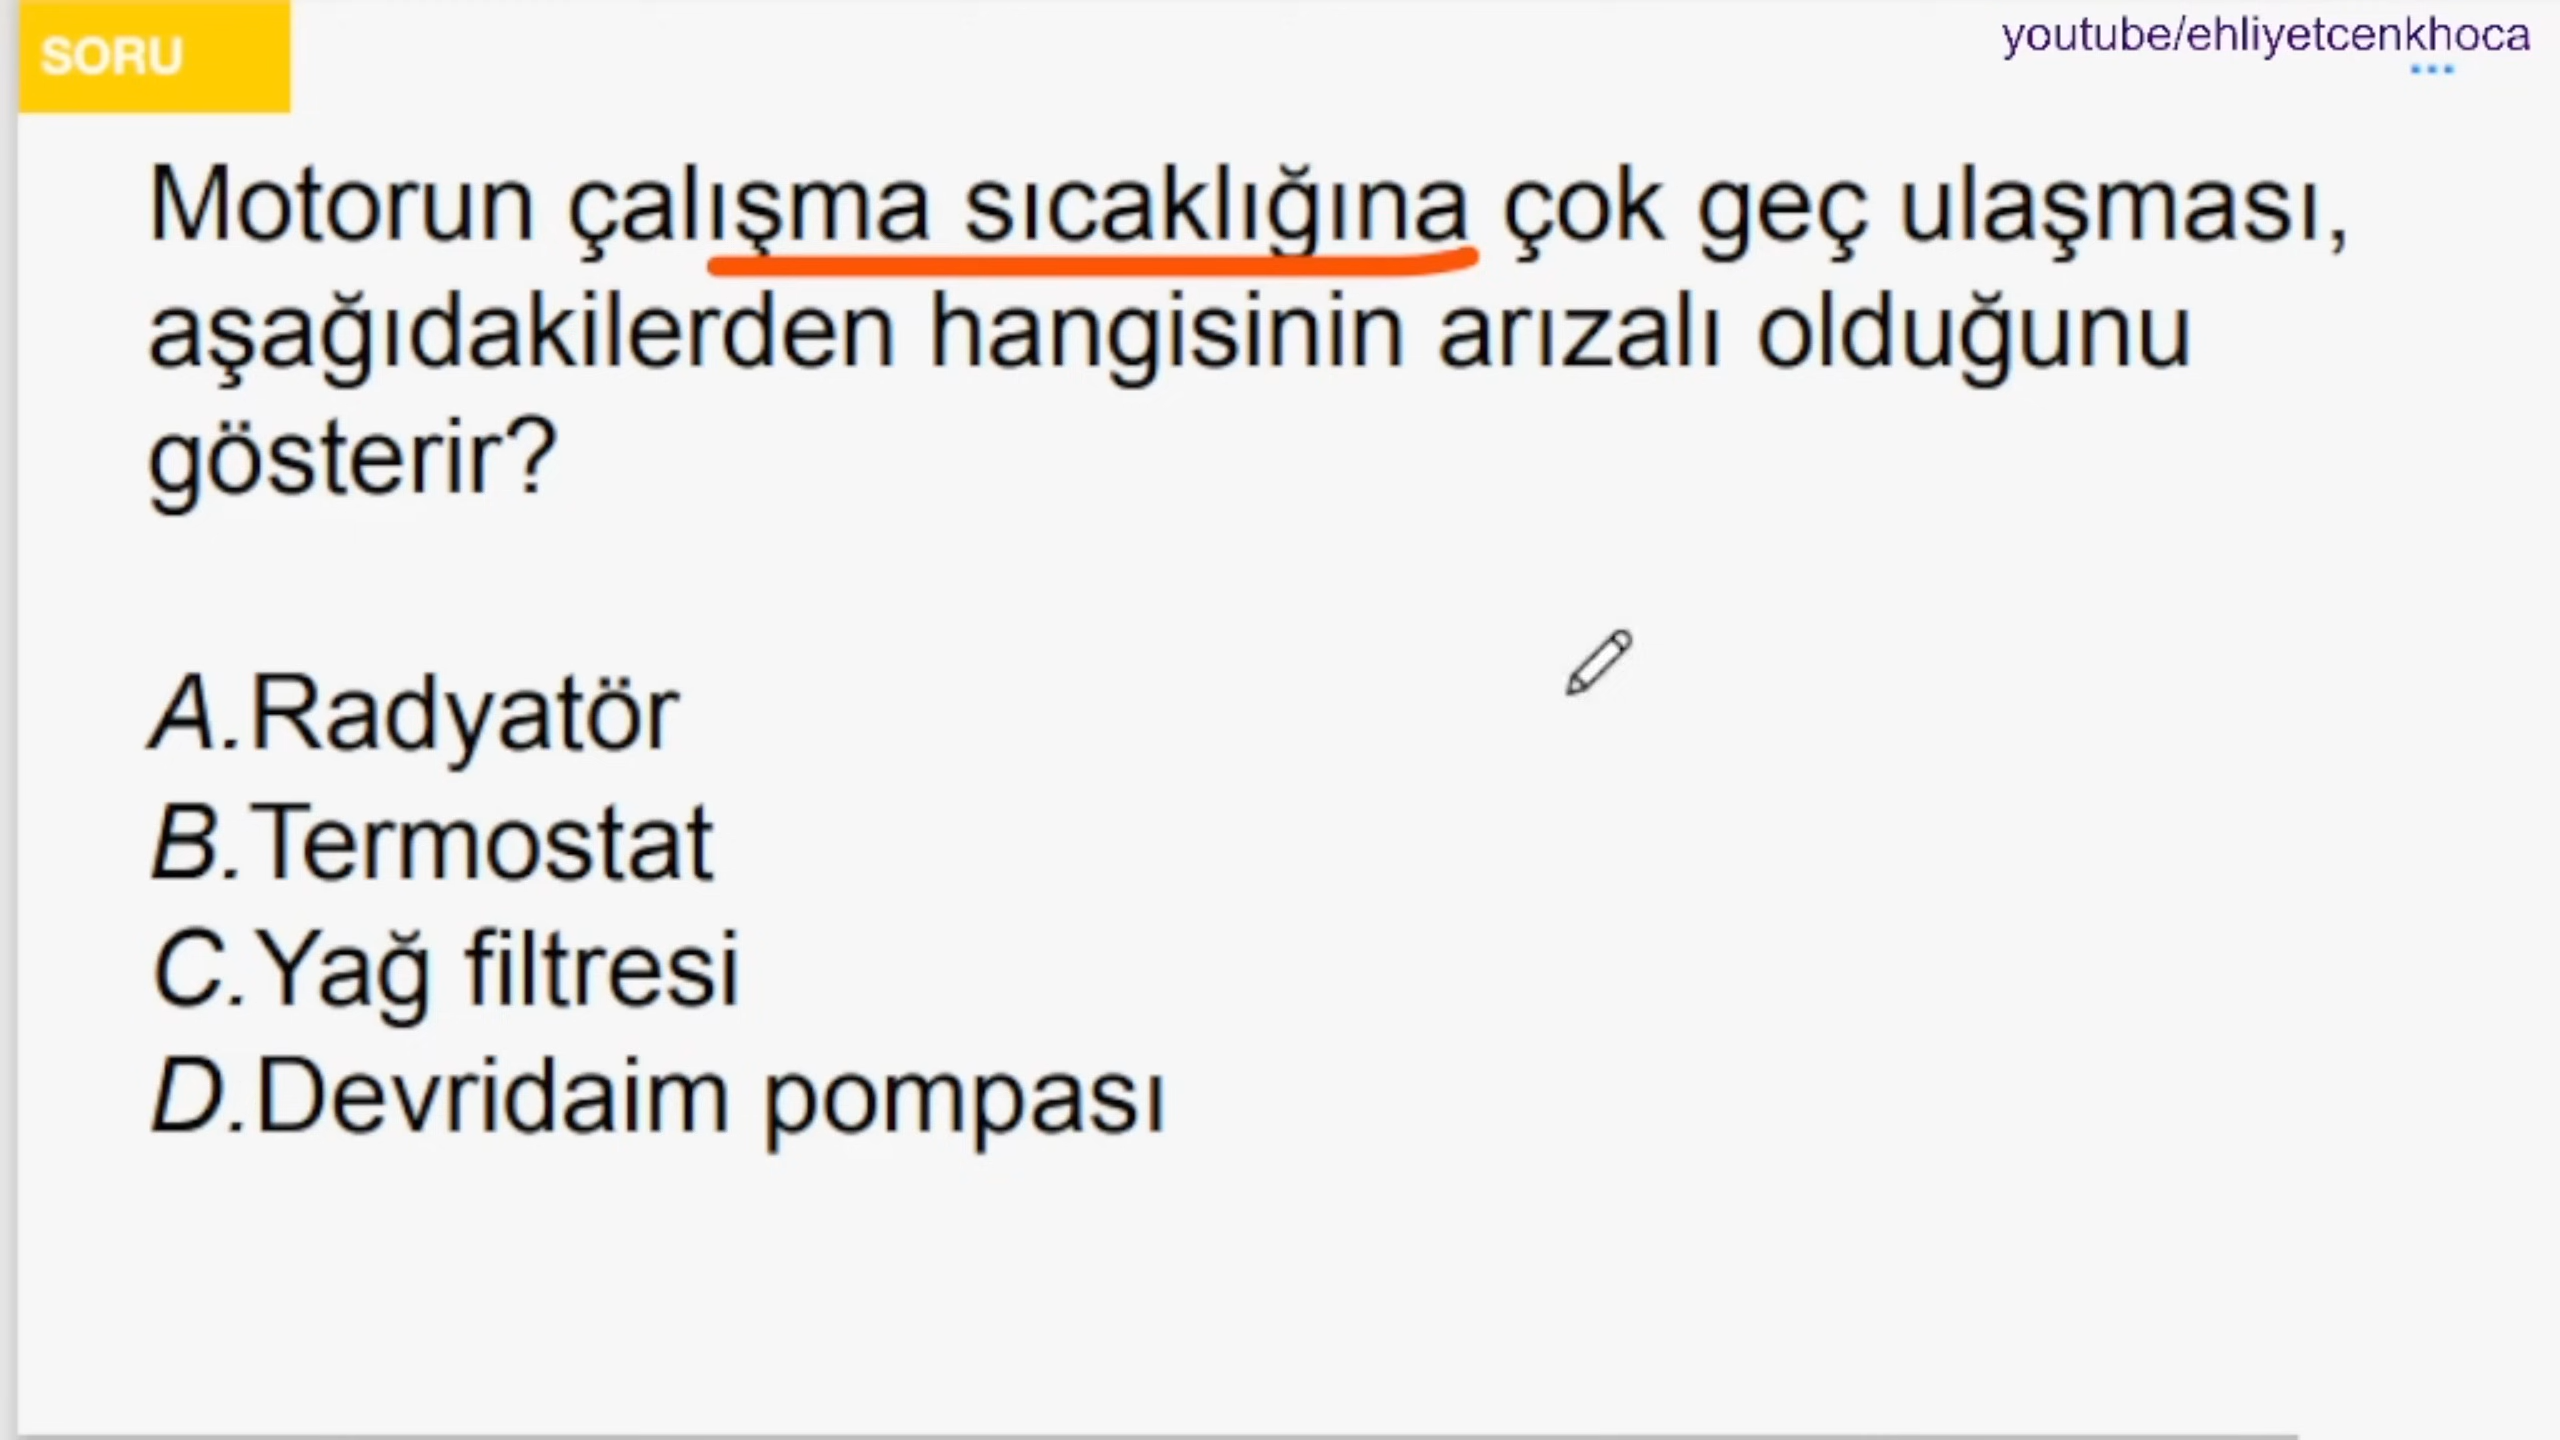 SORU
youtube/ehliyetcenkhoca
Motorun çalışma sıcaklığına çok geç ulaşması,
aşağıdakilerden hangisinin arızalı olduğunu
gösterir?
A.Radyatör
B.Termostat
C.Yağ filtresi
D.Devridaim pompası